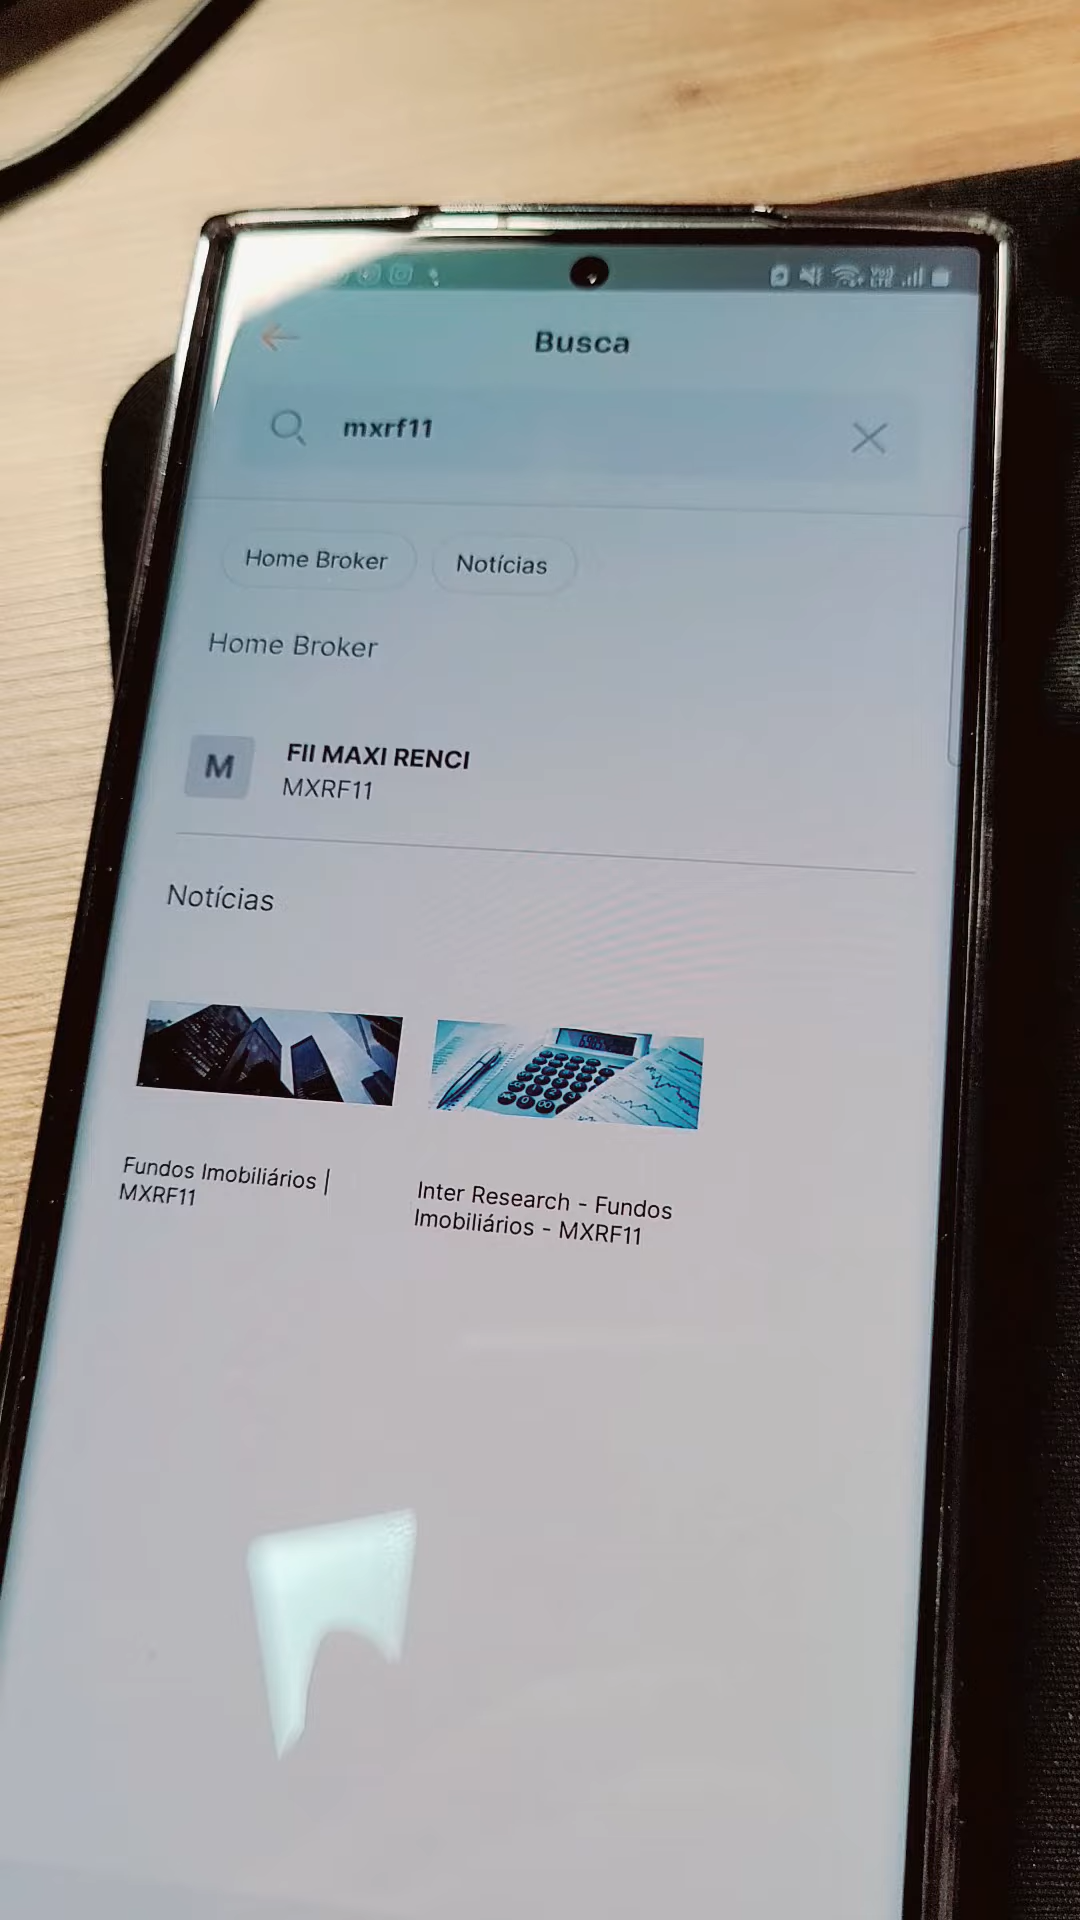 Busca
mxrf11
Home Broker
Notícias
Home Broker
M
FII MAXI RENCI
MXRF11
Notícias
Fundos Imobiliários |
MXRF11
Inter Research - Fundos
Imobiliários - MXRF11